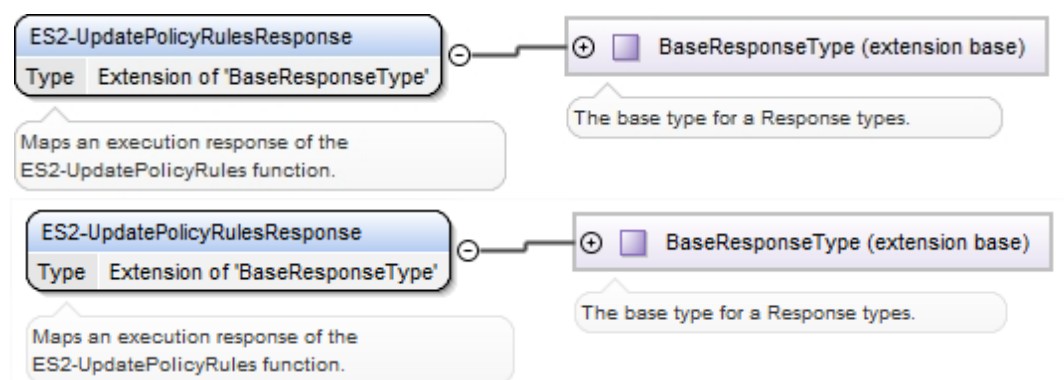 ES2-UpdatePolicyRulesResponse
Type Extension of 'BaseResponseType'
BaseResponseType (extension base)
The base type for a Response types.
Maps an execution response of the
ES2-UpdatePolicyRules function.
ES2-UpdatePolicyRulesResponse
Type Extension of 'BaseResponseType'
BaseResponseType (extension base)
The base type for a Response types.
Maps an execution response of the
ES2-UpdatePolicyRules function.